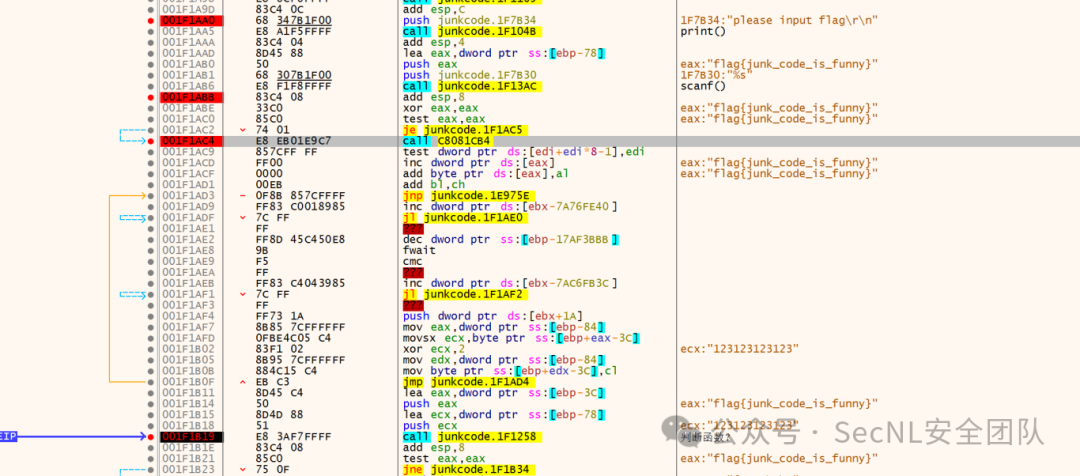 001F1A9D 83C4 0C add esp,C
001F1AA0 68 347B1F00 push junkcode.1F7B34 1F7B34:"please input flag\r\n"
001F1AA5 E8 A1F5FFFF call junkcode.1F104B print()
001F1AAA 83C4 04 add esp,4
001F1AAD 8D45 88 lea eax,dword ptr ss:[ebp-78]
001F1AB0 50 push eax eax:"flag{junk_code_is_funny}"
001F1AB1 68 307B1F00 push junkcode.1F7B30 1F7B30:"%s"
001F1AB6 E8 F1F8FFFF call junkcode.1F13AC scanf()
001F1ABB 83C4 08 add esp,8
001F1ABE 33C0 xor eax,eax eax:"flag{junk_code_is_funny}"
001F1AC0 85C0 test eax,eax eax:"flag{junk_code_is_funny}"
001F1AC2 74 01 je junkcode.1F1AC5
001F1AC4 E8 EB01E9C7 call C8081CB4
001F1AC9 857CFF FF test dword ptr ds:[edi+edi*8-1],edi
001F1ACD FF00 inc dword ptr ds:[eax] eax:"flag{junk_code_is_funny}"
001F1ACF 0000 add byte ptr ds:[eax],al eax:"flag{junk_code_is_funny}"
001F1AD1 00EB add bl,ch
001F1AD3 0F8B 857CFFFF jnp junkcode.1E975E
001F1AD9 FF83 C0018985 inc dword ptr ds:[ebx-7A76FE40]
001F1ADF 7C FF jl junkcode.1F1AE0
001F1AE1 FF ???
001F1AE2 FF8D 45C450E8 dec dword ptr ss:[ebp-17AF3BBB]
001F1AE8 9B fwait
001F1AE9 F5 cmc
001F1AEA FF ???
001F1AEB FF83 C4043985 inc dword ptr ds:[ebx-7AC6FB3C]
001F1AF1 7C FF jl junkcode.1F1AF2
001F1AF3 FF ???
001F1AF4 FF73 1A push dword ptr ds:[ebx+1A]
001F1AF7 8B85 7CFFFFFF mov eax,dword ptr ss:[ebp-84]
001F1AFD 0FBE4C05 C4 movsx ecx,byte ptr ss:[ebp+eax-3C] ecx:"123123123123"
001F1B02 83F1 02 xor ecx,2
001F1B05 8B95 7CFFFFFF mov edx,dword ptr ss:[ebp-84]
001F1B0B 884C15 C4 mov byte ptr ss:[ebp+edx-3C],cl
001F1B0F EB C3 jmp junkcode.1F1AD4
001F1B11 8D45 C4 lea eax,dword ptr ss:[ebp-3C]
001F1B14 50 push eax eax:"flag{junk_code_is_funny}"
001F1B15 8D4D 88 lea ecx,dword ptr ss:[ebp-78]
001F1B18 51 push ecx ecx:"123123123123"
EIP 001F1B19 E8 3AF7FFFF call junkcode.1F1258 判断函数?
001F1B1E 83C4 08 add esp,8
001F1B21 85C0 test eax,eax eax:"flag{junk_code_is_funny}"
001F1B23 75 0F jne junkcode.1F1B34
公众号 · SecNL安全团队